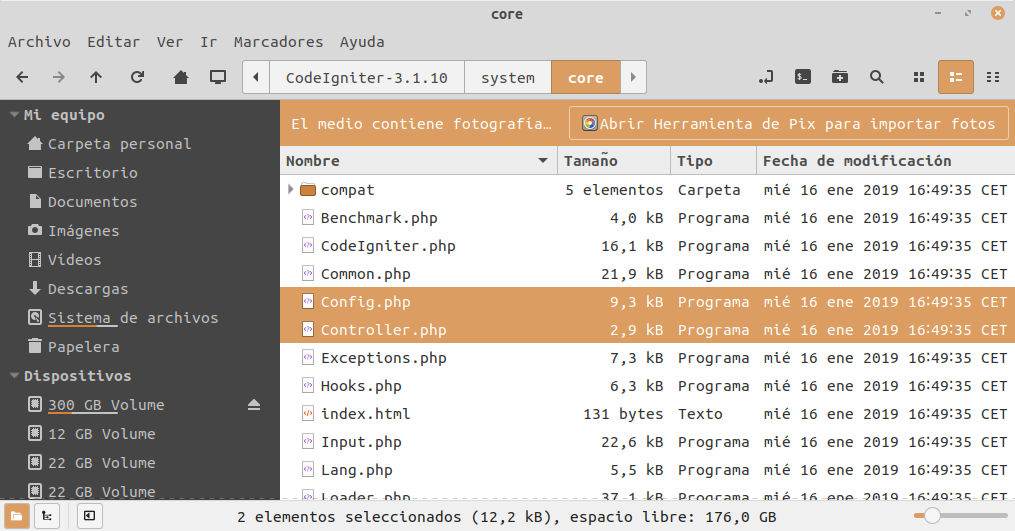 core
Archivo Editar Ver Ir Marcadores Ayuda
CodeIgniter-3.1.10 system core
Mi equipo
Carpeta personal
Escritorio
Documentos
Imágenes
Vídeos
Descargas
Sistema de archivos
Papelera
Dispositivos
300 GB Volume
12 GB Volume
22 GB Volume
22 GB Volume
El medio contiene fotografía… Abrir Herramienta de Pix para importar fotos
Nombre Tamaño Tipo Fecha de modificación
compat 5 elementos Carpeta mié 16 ene 2019 16:49:35 CET
Benchmark.php 4,0 kB Programa mié 16 ene 2019 16:49:35 CET
CodeIgniter.php 16,1 kB Programa mié 16 ene 2019 16:49:35 CET
Common.php 21,9 kB Programa mié 16 ene 2019 16:49:35 CET
Config.php 9,3 kB Programa mié 16 ene 2019 16:49:35 CET
Controller.php 2,9 kB Programa mié 16 ene 2019 16:49:35 CET
Exceptions.php 7,3 kB Programa mié 16 ene 2019 16:49:35 CET
Hooks.php 6,3 kB Programa mié 16 ene 2019 16:49:35 CET
index.html 131 bytes Texto mié 16 ene 2019 16:49:35 CET
Input.php 22,6 kB Programa mié 16 ene 2019 16:49:35 CET
Lang.php 5,5 kB Programa mié 16 ene 2019 16:49:35 CET
Loader.php 37,1 kB Programa mié 16 ene 2019 16:49:35 CET
2 elementos seleccionados (12,2 kB), espacio libre: 176,0 GB